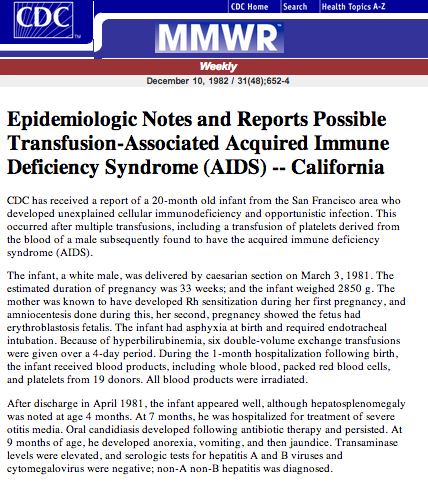 CDC
TM
CDC Home
Search
Health Topics A-Z
MMWR™
Weekly
December 10, 1982 / 31(48);652-4
Epidemiologic Notes and Reports Possible
Transfusion-Associated Acquired Immune
Deficiency Syndrome (AIDS) -- California
CDC has received a report of a 20-month old infant from the San Francisco area who
developed unexplained cellular immunodeficiency and opportunistic infection. This
occurred after multiple transfusions, including a transfusion of platelets derived from
the blood of a male subsequently found to have the acquired immune deficiency
syndrome (AIDS).
The infant, a white male, was delivered by caesarian section on March 3, 1981. The
estimated duration of pregnancy was 33 weeks; and the infant weighed 2850 g. The
mother was known to have developed Rh sensitization during her first pregnancy, and
amniocentesis done during this, her second, pregnancy showed the fetus had
erythroblastosis fetalis. The infant had asphyxia at birth and required endotracheal
intubation. Because of hyperbilirubinemia, six double-volume exchange transfusions
were given over a 4-day period. During the 1-month hospitalization following birth,
the infant received blood products, including whole blood, packed red blood cells,
and platelets from 19 donors. All blood products were irradiated.
After discharge in April 1981, the infant appeared well, although hepatosplenomegaly
was noted at age 4 months. At 7 months, he was hospitalized for treatment of severe
otitis media. Oral candidiasis developed following antibiotic therapy and persisted. At
9 months of age, he developed anorexia, vomiting, and then jaundice. Transaminase
levels were elevated, and serologic tests for hepatitis A and B viruses and
cytomegalovirus were negative; non-A non-B hepatitis was diagnosed.